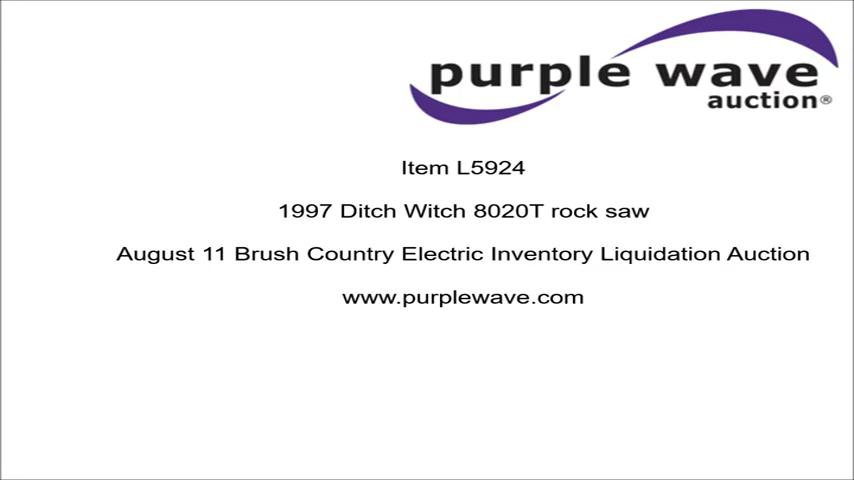 purple wave
auction®
Item L5924
1997 Ditch Witch 8020T rock saw
August 11 Brush Country Electric Inventory Liquidation Auction
www.purplewave.com